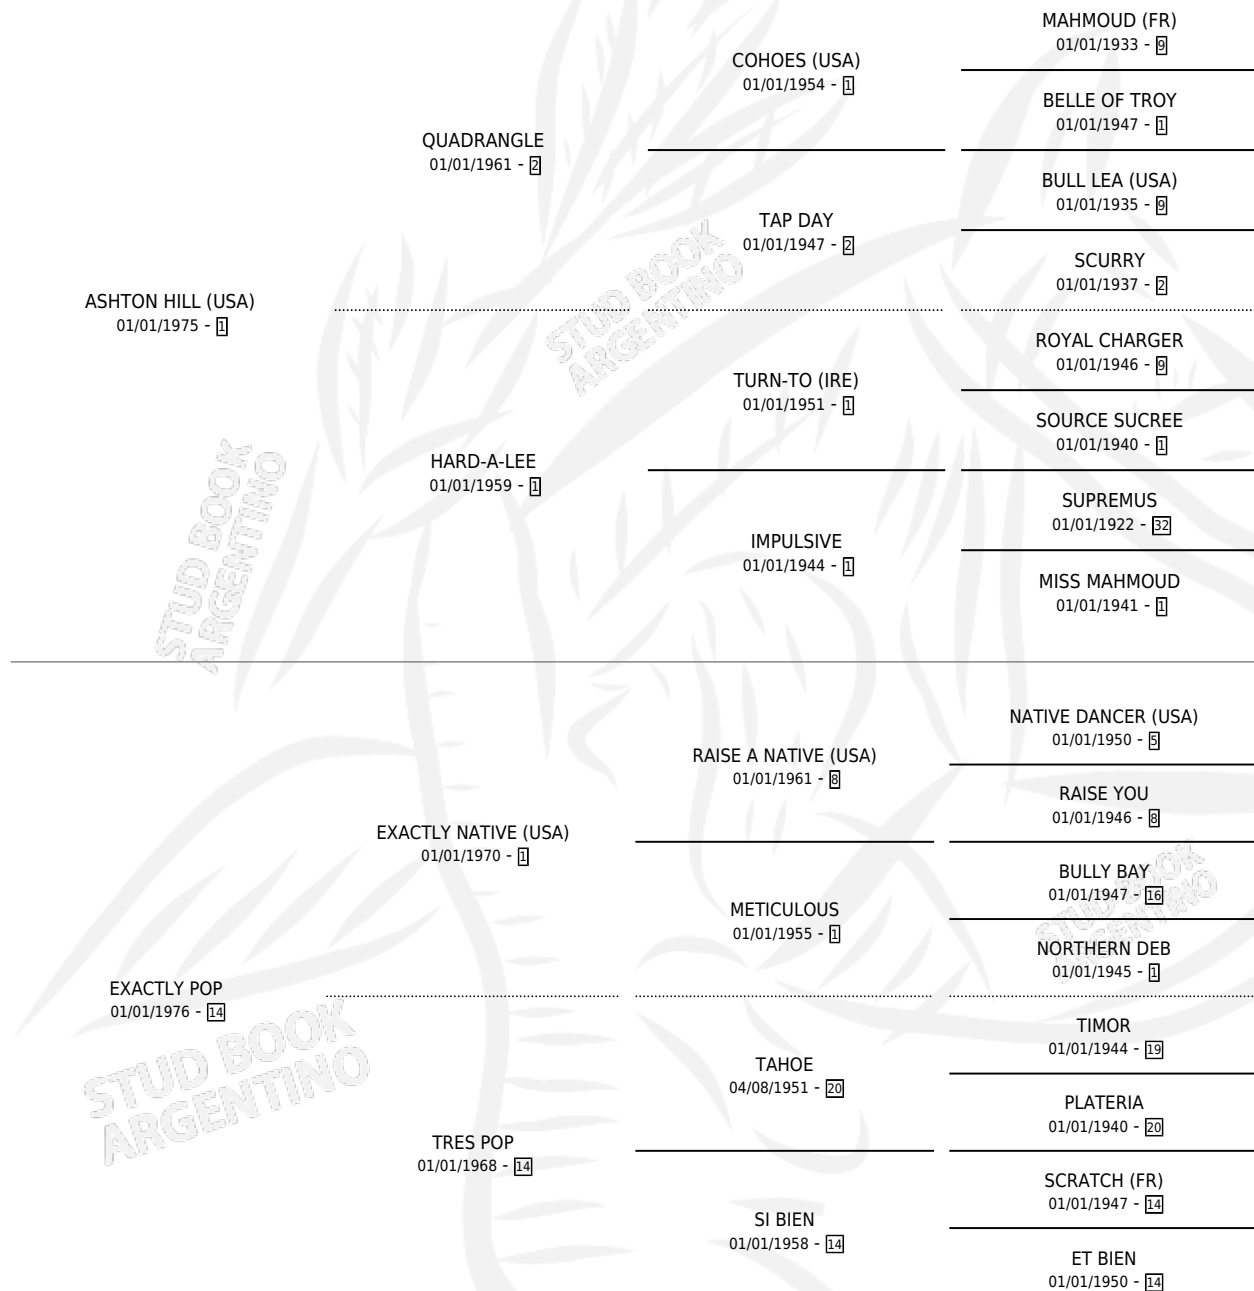 MAHMOUD (FR)
01/01/1933 - 9
COHOES (USA)
01/01/1954 - 1
BELLE OF TROY
01/01/1947 - 1
QUADRANGLE
01/01/1961 - 2
BULL LEA (USA)
01/01/1935 - 9
TAP DAY
01/01/1947 - 2
SCURRY
01/01/1937 - 2
ASHTON HILL (USA)
01/01/1975 - 1
ROYAL CHARGER
01/01/1946 - 9
TURN-TO (IRE)
01/01/1951 - 1
SOURCE SUCREE
01/01/1940 - 1
HARD-A-LEE
01/01/1959 - 1
SUPREMUS
01/01/1922 - 32
IMPULSIVE
01/01/1944 - 1
MISS MAHMOUD
01/01/1941 - 1
STUD BOOK
ARGENTINO
STUD BOOK
ARGENTINO
NATIVE DANCER (USA)
01/01/1950 - 5
RAISE A NATIVE (USA)
01/01/1961 - 8
RAISE YOU
01/01/1946 - 8
EXACTLY NATIVE (USA)
01/01/1970 - 1
BULLY BAY
01/01/1947 - 16
METICULOUS
01/01/1955 - 1
NORTHERN DEB
01/01/1945 - 1
STUD BOOK
ARGENTINO
EXACTLY POP
01/01/1976 - 14
TIMOR
01/01/1944 - 19
TAHOE
04/08/1951 - 20
PLATERIA
01/01/1940 - 20
TRES POP
01/01/1968 - 14
SCRATCH (FR)
01/01/1947 - 14
SI BIEN
01/01/1958 - 14
ET BIEN
01/01/1950 - 14
STUD BOOK
ARGENTINO